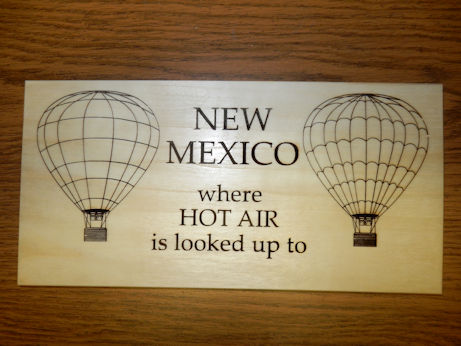 NEW
MEXICO
where
HOT AIR
is looked up to